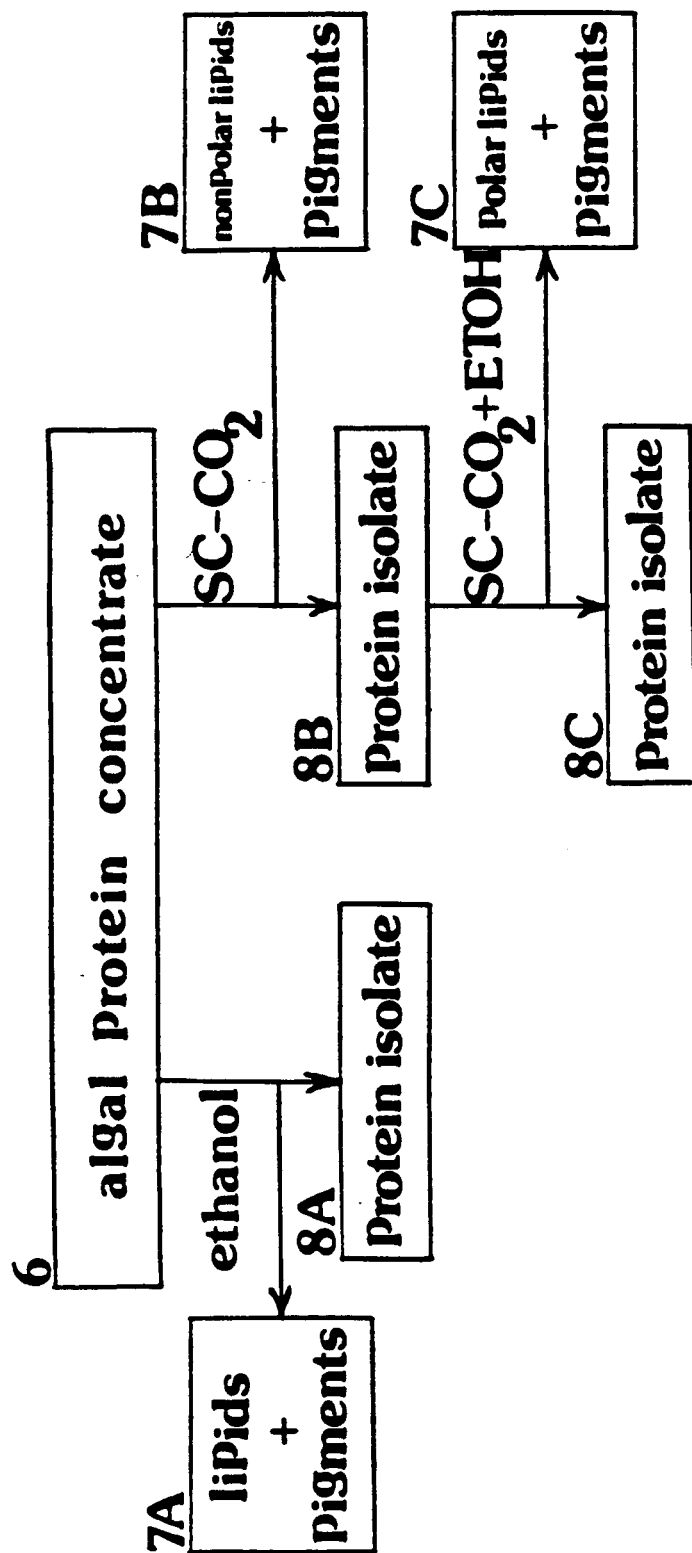 6
algal Protein concentrate
ethanol
SC-CO2
7A
liPids
+
Pigments
8A
Protein isolate
8B
Protein isolate
7B
nonPolar liPids
+
Pigments
SC-CO2+ETOH
7C
Polar liPids
+
Pigments
8C
Protein isolate